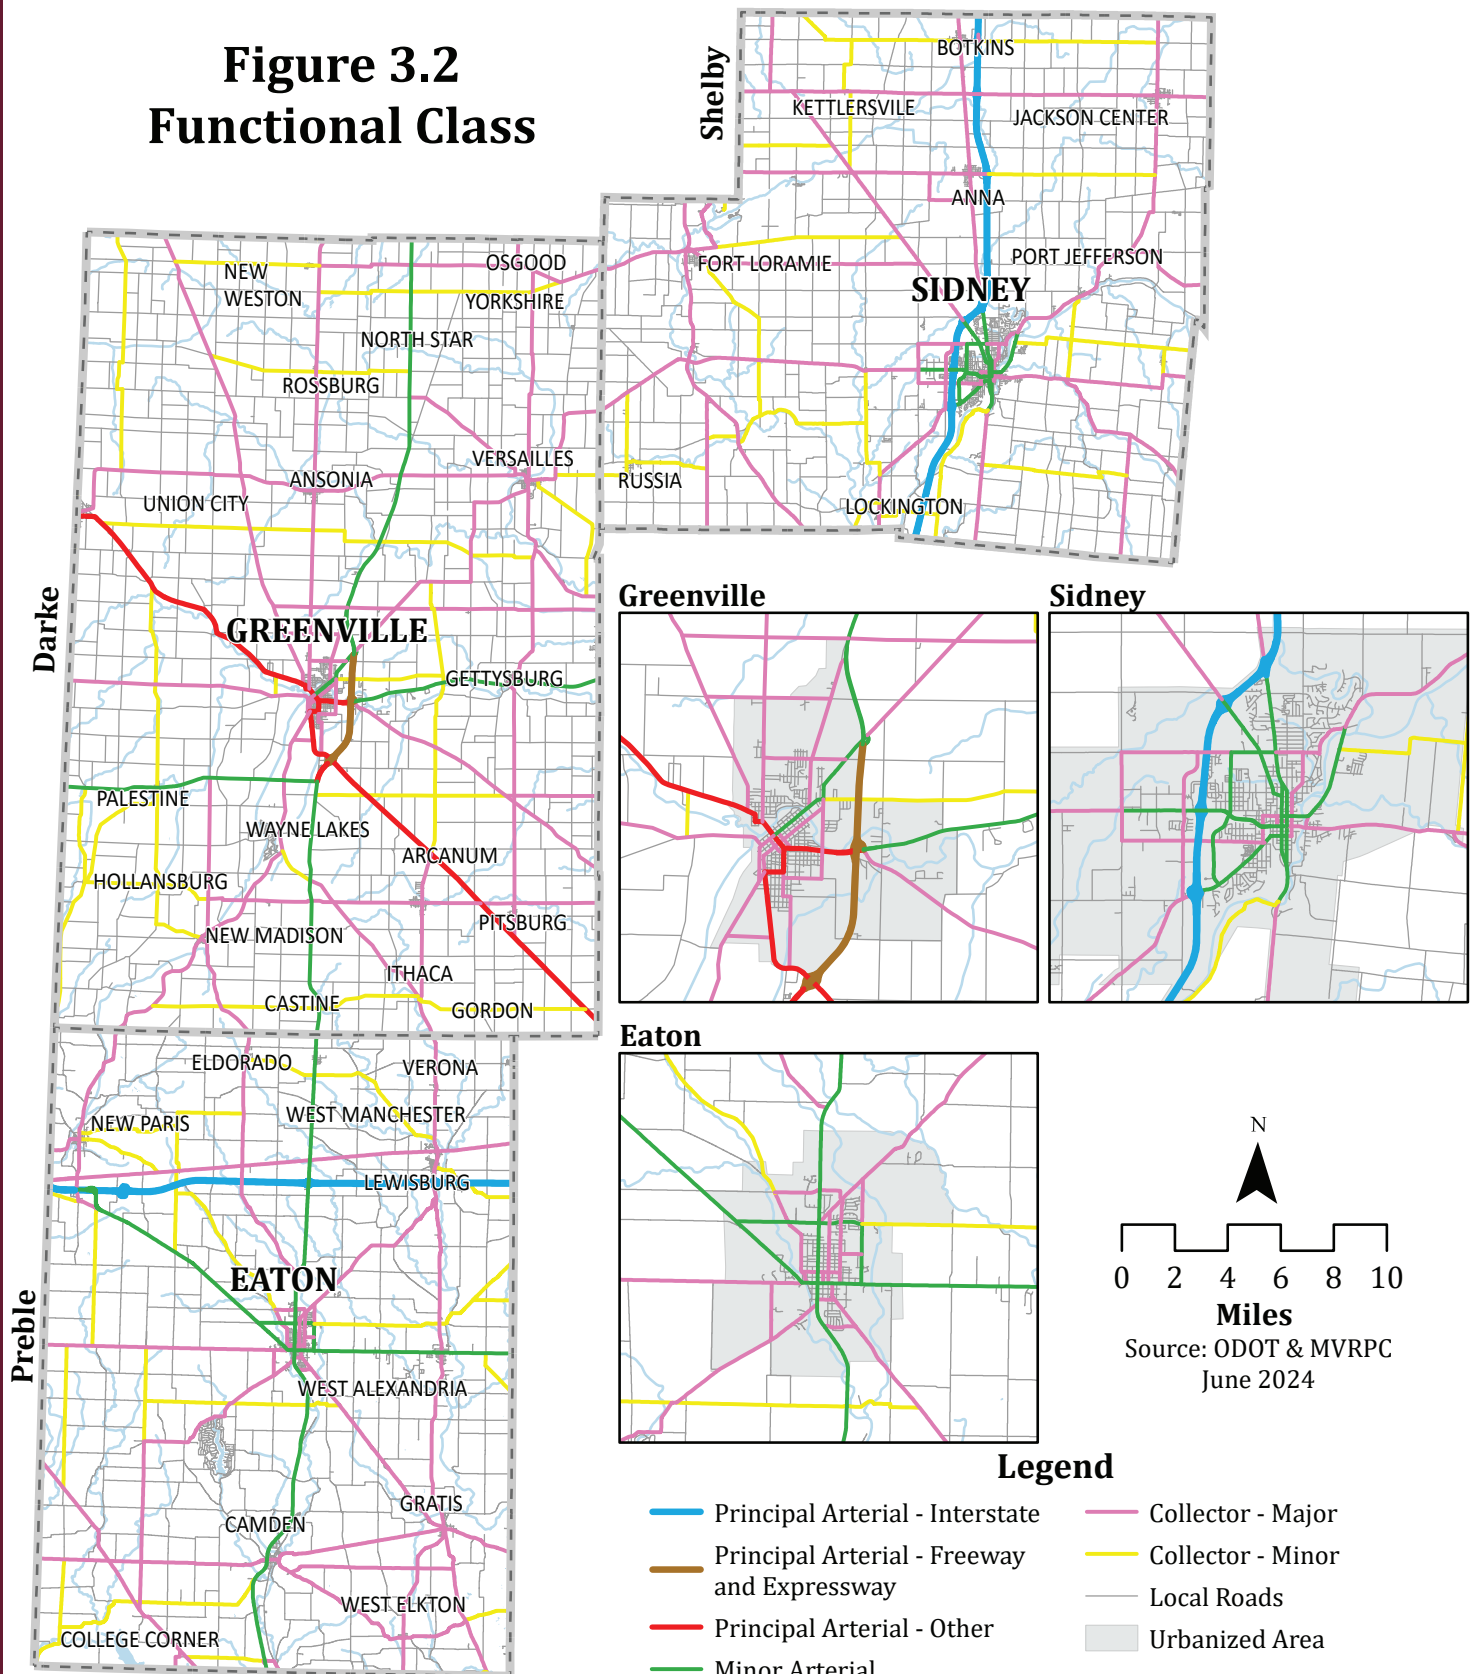 Figure 3.2
Functional Class
Shelby
BOTKINS
KETTLERSVILE
JACKSON CENTER
ANNA
PORT JEFFERSON
FORT LORAMIE
SIDNEY
RUSSIA
LOCKINGTON
Darke
NEW
WESTON
OSGOOD
YORKSHIRE
NORTH STAR
ROSSBURG
VERSAILLES
ANSONIA
UNION CITY
GREENVILLE
GETTYSBURG
PALESTINE
WAYNE LAKES
ARCANUM
HOLLANSBURG
PITSBURG
NEW MADISON
ITHACA
CASTINE
GORDON
Preble
ELDORADO
VERONA
WEST MANCHESTER
NEW PARIS
LEWISBURG
EATON
WEST ALEXANDRIA
GRATIS
CAMDEN
WEST ELKTON
COLLEGE CORNER
Greenville
Sidney
Eaton
N
0 2 4 6 8 10
Miles
Source: ODOT & MVRPC
June 2024
Legend
Principal Arterial - Interstate
Principal Arterial - Freeway
and Expressway
Principal Arterial - Other
Minor Arterial
Collector - Major
Collector - Minor
Local Roads
Urbanized Area